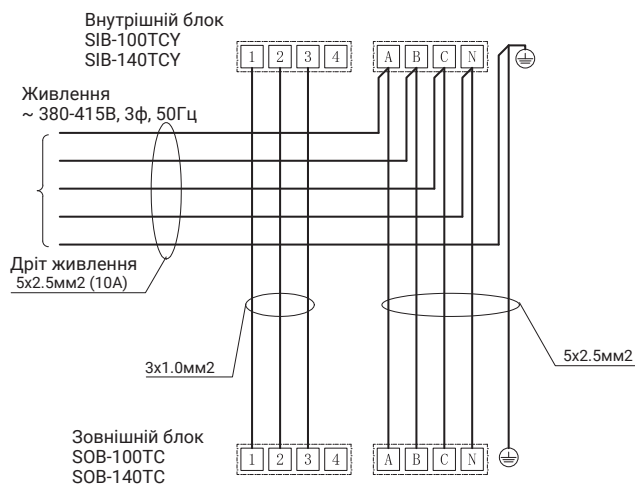 Внутрішній блок
SIB-100TCY
SIB-140TCY
1 2 3 4 A B C N
Живлення
~ 380-415В, 3ф, 50Гц
Дріт живлення
5x2.5мм2 (10А)
3x1.0мм2
5x2.5мм2
Зовнішній блок
SOB-100TC
SOB-140TC
1 2 3 4 A B C N